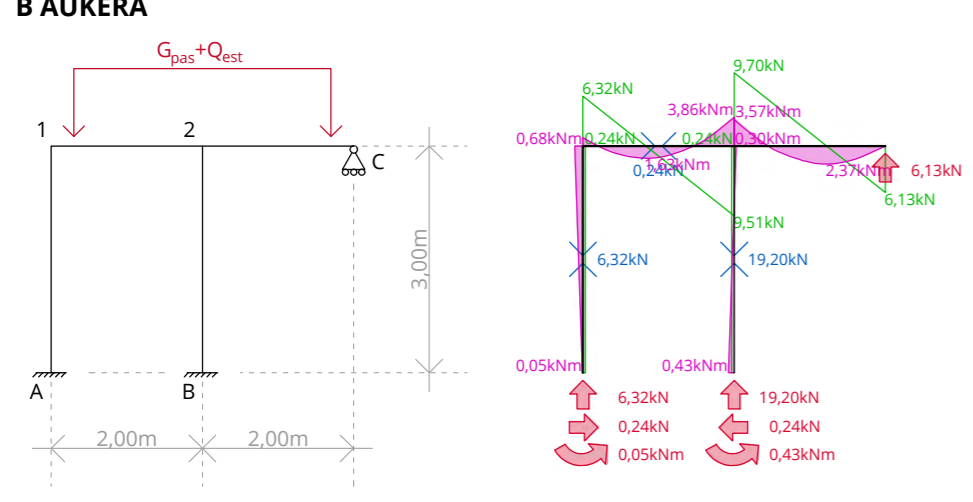 B AUKERA
Gpas+Qest
1
2
C
3,00m
A
B
2,00m
2,00m
6,32kN
9,70kN
3,86kNm
3,57kNm
0,68kNm
0,24kN
0,24kN
0,30kNm
1,63kNm
0,24kN
2,37kNm
6,13kN
6,13kN
9,51kN
6,32kN
19,20kN
0,05kNm
0,43kNm
6,32kN
19,20kN
0,24kN
0,24kN
0,05kNm
0,43kNm